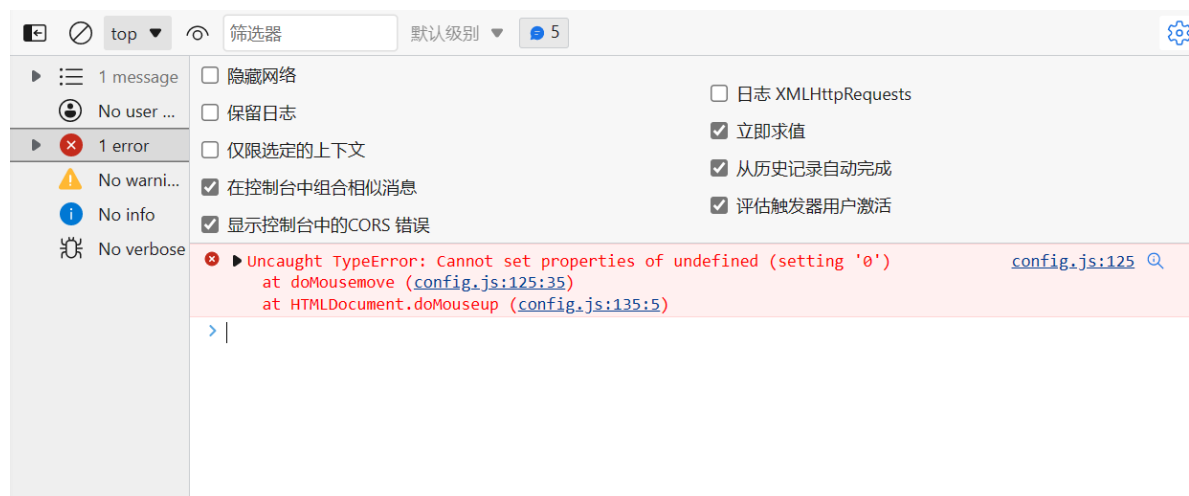 top ▼ 筛选器 默认级别 ▼ 5
1 message
No user ...
1 error
No warni...
No info
No verbose
隐藏网络
保留日志
仅限选定的上下文
在控制台中组合相似消息
显示控制台中的CORS 错误
日志 XMLHttpRequests
立即求值
从历史记录自动完成
评估触发器用户激活
Uncaught TypeError: Cannot set properties of undefined (setting '0') config.js:125
at doMousemove (config.js:125:35)
at HTMLDocument.doMouseup (config.js:135:5)